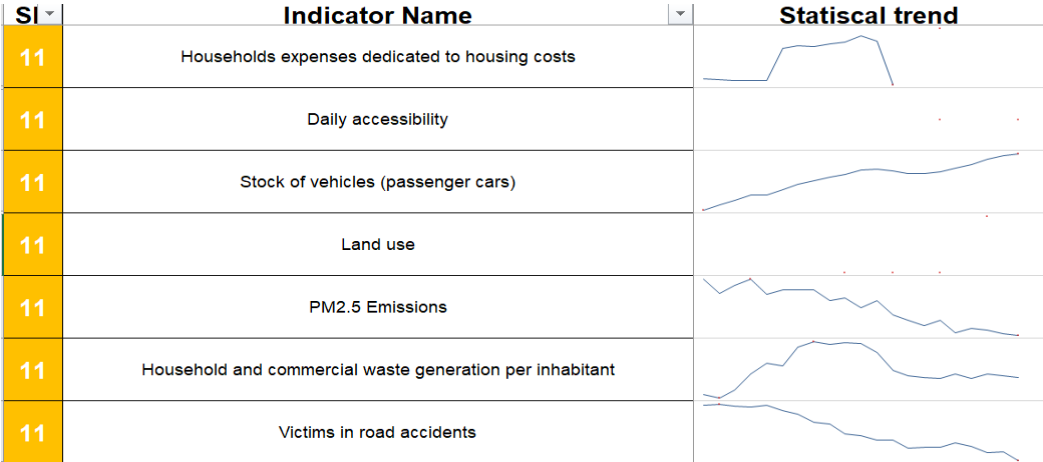 SI Indicator Name Statiscal trend
11 Households expenses dedicated to housing costs
11 Daily accessibility
11 Stock of vehicles (passenger cars)
11 Land use
11 PM2.5 Emissions
11 Household and commercial waste generation per inhabitant
11 Victims in road accidents